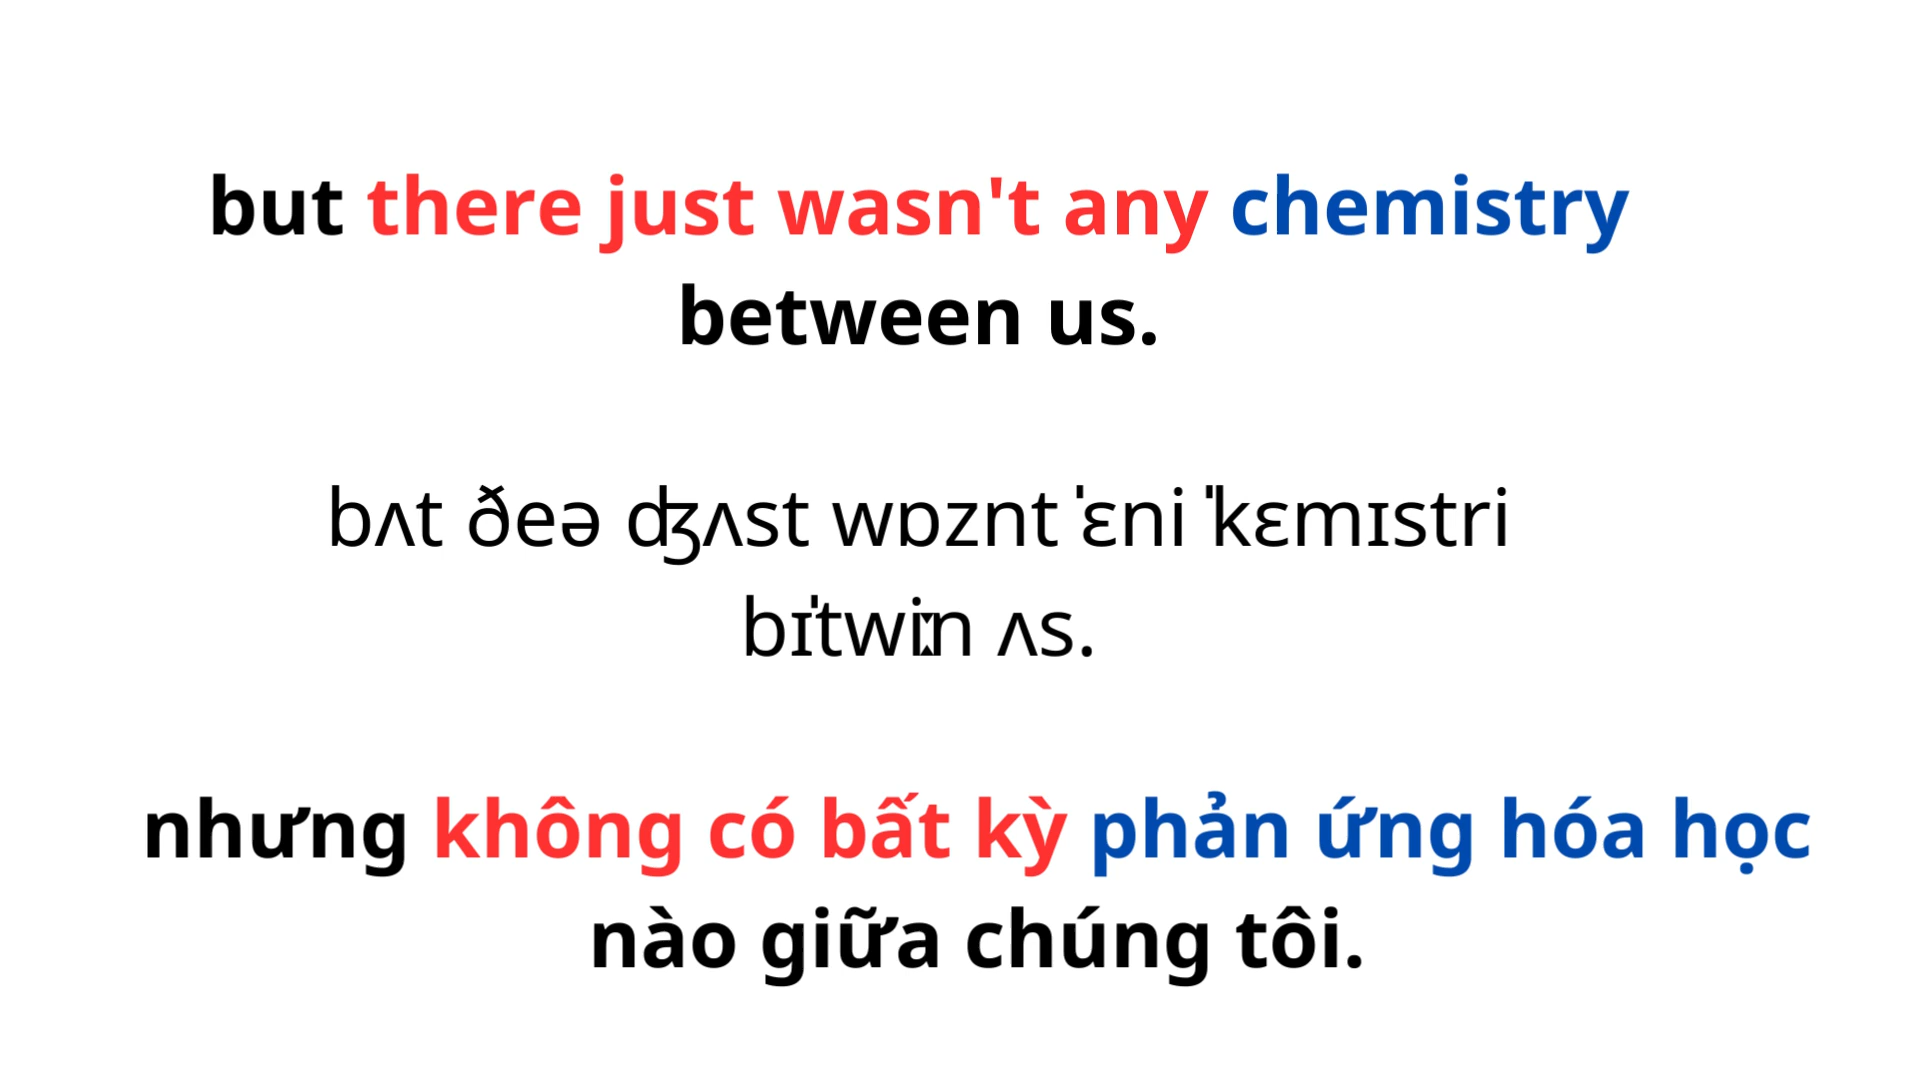 but there just wasn't any chemistry
between us.
bʌt ðeə ʤʌst wɒznt ˈɛni ˈkɛmɪstri
bɪˈtwiːn ʌs.
nhưng không có bất kỳ phản ứng hóa học
nào giữa chúng tôi.